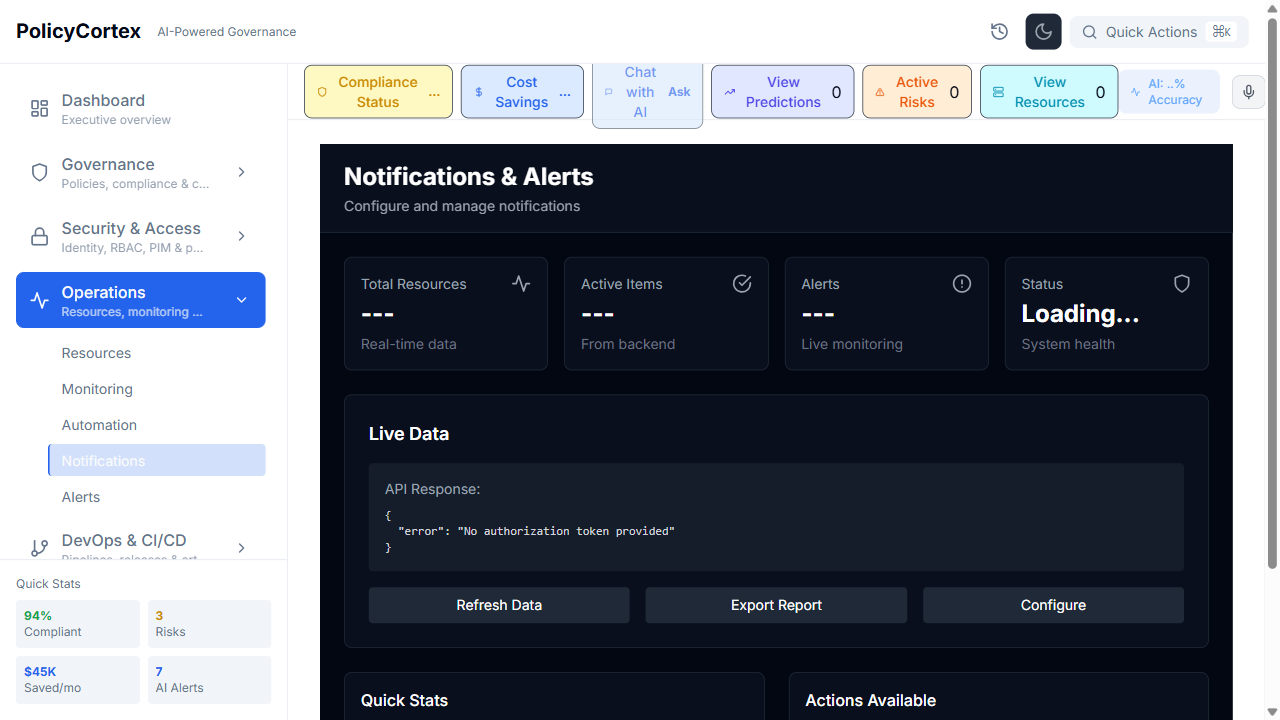 PolicyCortex
AI-Powered Governance
Quick Actions
⌘K
Dashboard
Executive overview
Governance
Policies, compliance & c...
Security & Access
Identity, RBAC, PIM & p...
Operations
Resources, monitoring ...
Resources
Monitoring
Automation
Notifications
Alerts
DevOps & CI/CD
Pipelines, releases & art
Quick Stats
94%
Compliant
3
Risks
$45K
Saved/mo
7
AI Alerts
Compliance
Status
...
Cost
Savings
...
Chat
with
AI
Ask
View
Predictions
0
Active
Risks
0
View
Resources
0
AI: ..%
Accuracy
Notifications & Alerts
Configure and manage notifications
Total Resources
---
Real-time data
Active Items
---
From backend
Alerts
---
Live monitoring
Status
Loading...
System health
Live Data
API Response:
{
"error": "No authorization token provided"
}
Refresh Data
Export Report
Configure
Quick Stats
Actions Available